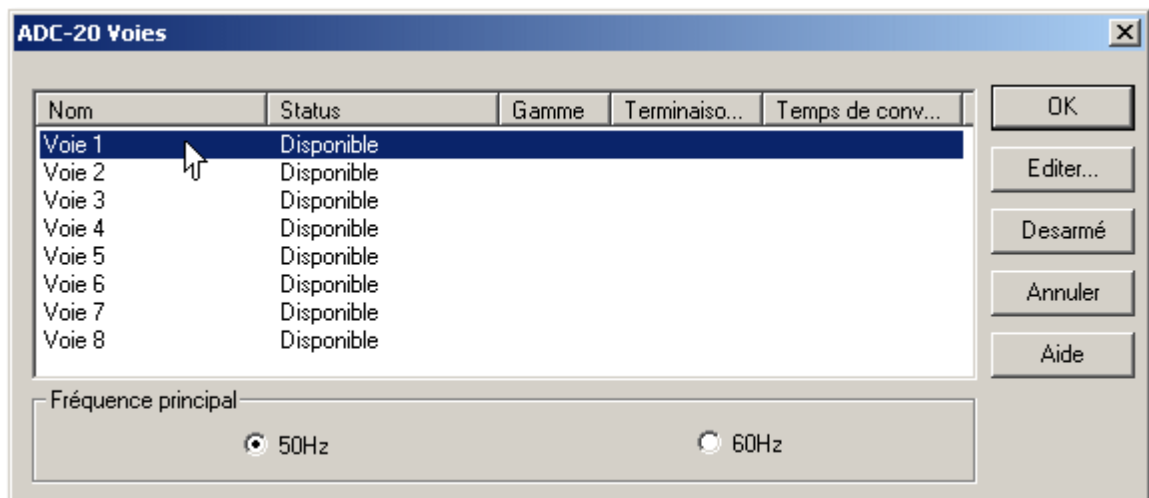 ADC-20 Voies
Nom Status Gamme Terminaiso... Temps de conv...
Voie 1 Disponible
Voie 2 Disponible
Voie 3 Disponible
Voie 4 Disponible
Voie 5 Disponible
Voie 6 Disponible
Voie 7 Disponible
Voie 8 Disponible
OK
Editer...
Desarmé
Annuler
Aide
Fréquence principal
50Hz 60Hz